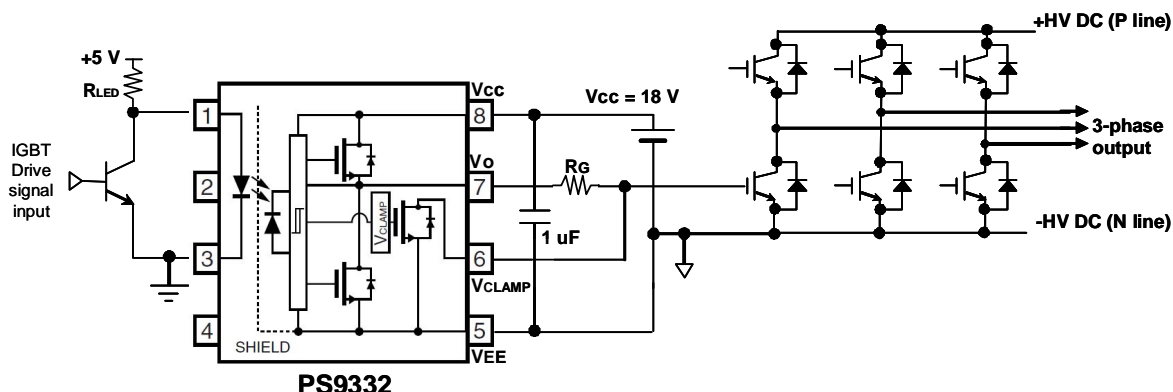 +5 V
RLED
IGBT
Drive
signal
input
1
2
3
4
SHIELD
VCLAMP
Vcc
8
Vo
7
6
VCLAMP
5
VEE
PS9332
Vcc = 18 V
RG
1 uF
+HV DC (P line)
3-phase
output
-HV DC (N line)